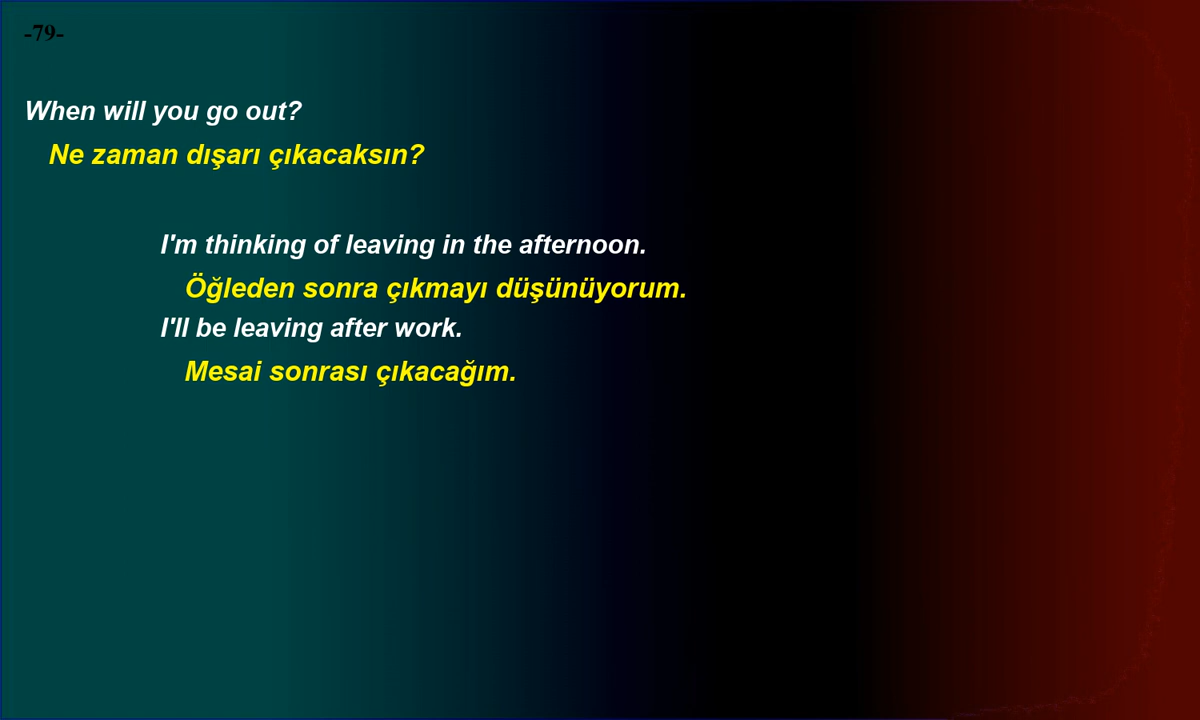 -79-
When will you go out?
Ne zaman dışarı çıkacaksın?
I'm thinking of leaving in the afternoon.
Öğleden sonra çıkmayı düşünüyorum.
I'll be leaving after work.
Mesai sonrası çıkacağım.